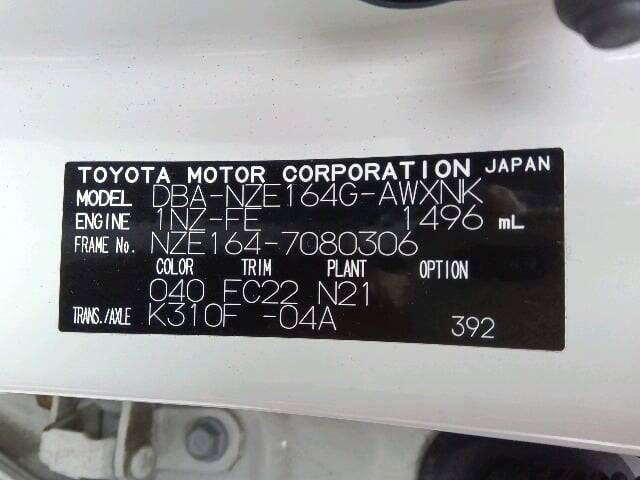 TOYOTA MOTOR CORPORATION JAPAN
MODEL DBA-NZE164G-AWXNK
ENGINE 1NZ-FE 1496 mL
FRAME No. NZE164-7080306
COLOR TRIM PLANT OPTION
040 FC22 N21
TRANS./AXLE K310F -04A 392